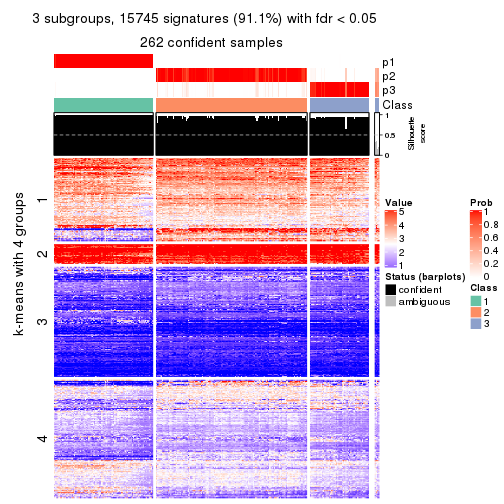 3 subgroups, 15745 signatures (91.1%) with fdr < 0.05
262 confident samples
p1
p2
p3
Class
1
0.5
0
Silhouette
score
k-means with 4 groups
1
2
3
4
Value
5
4
3
2
1
Status (barplots)
confident
ambiguous
Prob
1
0.8
0.6
0.4
0.2
0
Class
1
2
3